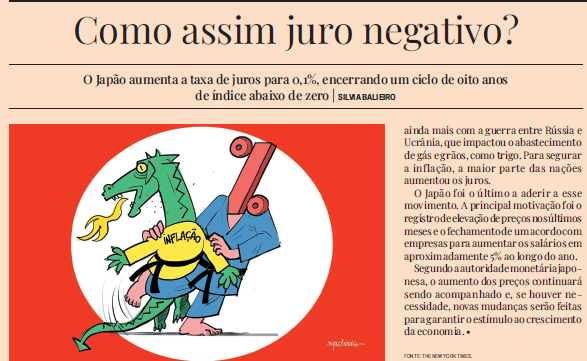 Como assim juro negativo?
O Japão aumenta a taxa de juros para 0,1%, encerrando um ciclo de oito anos
de índice abaixo de zero | SILVIA BALIEIRO
INFLAÇÃO
ainda mais com a guerra entre Rússia e
Ucrânia, que impactou o abastecimento
de gás e grãos, como trigo. Para segurar
a inflação, a maior parte das nações
aumentou os juros.
O Japão foi o último a aderir a esse
movimento. A principal motivação foi o
registro de elevação de preços nos últimos
meses e o fechamento de um acordo com
empresas para aumentar os salários em
aproximadamente 5% ao longo do ano.
Segundo a autoridade monetária japo-
nesa, o aumento dos preços continuará
sendo acompanhado e, se houver ne-
cessidade, novas mudanças serão feitas
para garantir o estímulo ao crescimento
da economia. •
FONTE: THE NEW YORK TIMES.